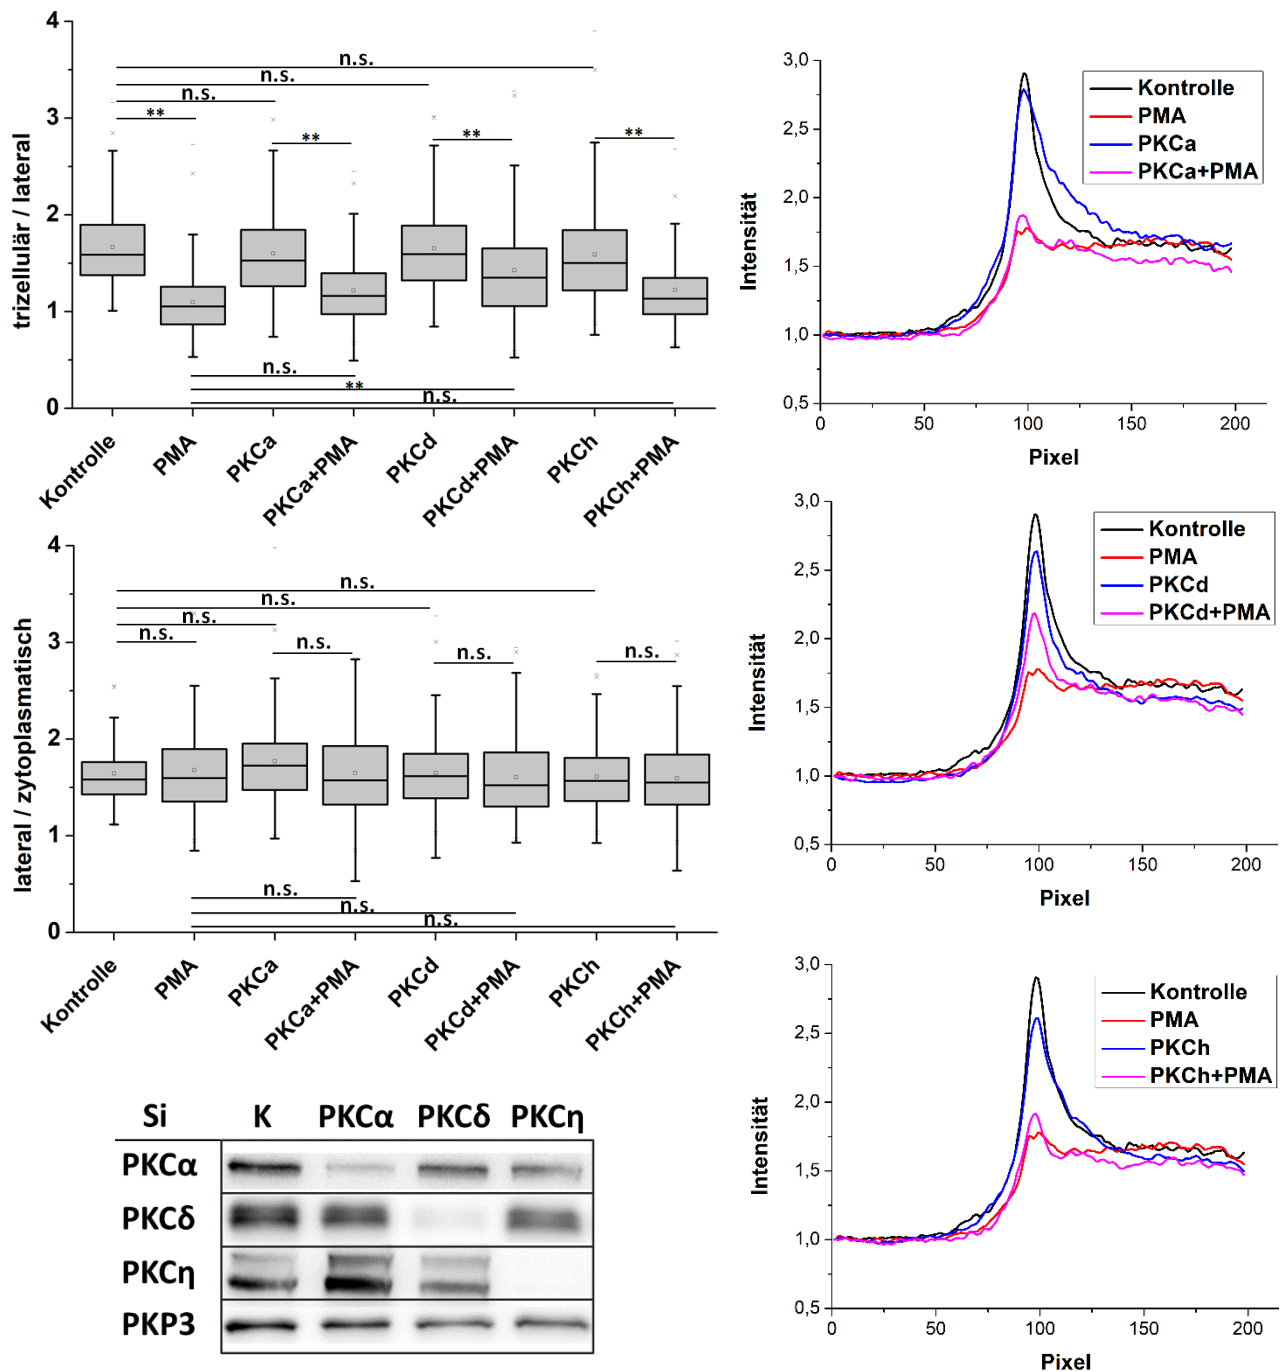 trizellulär / lateral
4
3
2
1
0
n.s.
n.s.
n.s.
**
**
**
**
n.s.
**
n.s.
Kontrolle
PMA
PKCa
PKCa+PMA
PKCd
PKCd+PMA
PKCh
PKCh+PMA
Intensität
3,0
2,5
2,0
1,5
1,0
0,5
0
50
100
150
200
Pixel
Kontrolle
PMA
PKCa
PKCa+PMA
lateral / zytoplasmatisch
4
3
2
1
0
n.s.
n.s.
n.s.
n.s.
n.s.
n.s.
n.s.
n.s.
n.s.
n.s.
Kontrolle
PMA
PKCa
PKCa+PMA
PKCd
PKCd+PMA
PKCh
PKCh+PMA
Intensität
3,0
2,5
2,0
1,5
1,0
0,5
0
50
100
150
200
Pixel
Kontrolle
PMA
PKCd
PKCd+PMA
Si K PKCα PKCδ PKCη
PKCα
PKCδ
PKCη
PKP3
Intensität
3,0
2,5
2,0
1,5
1,0
0,5
0
50
100
150
200
Pixel
Kontrolle
PMA
PKCh
PKCh+PMA